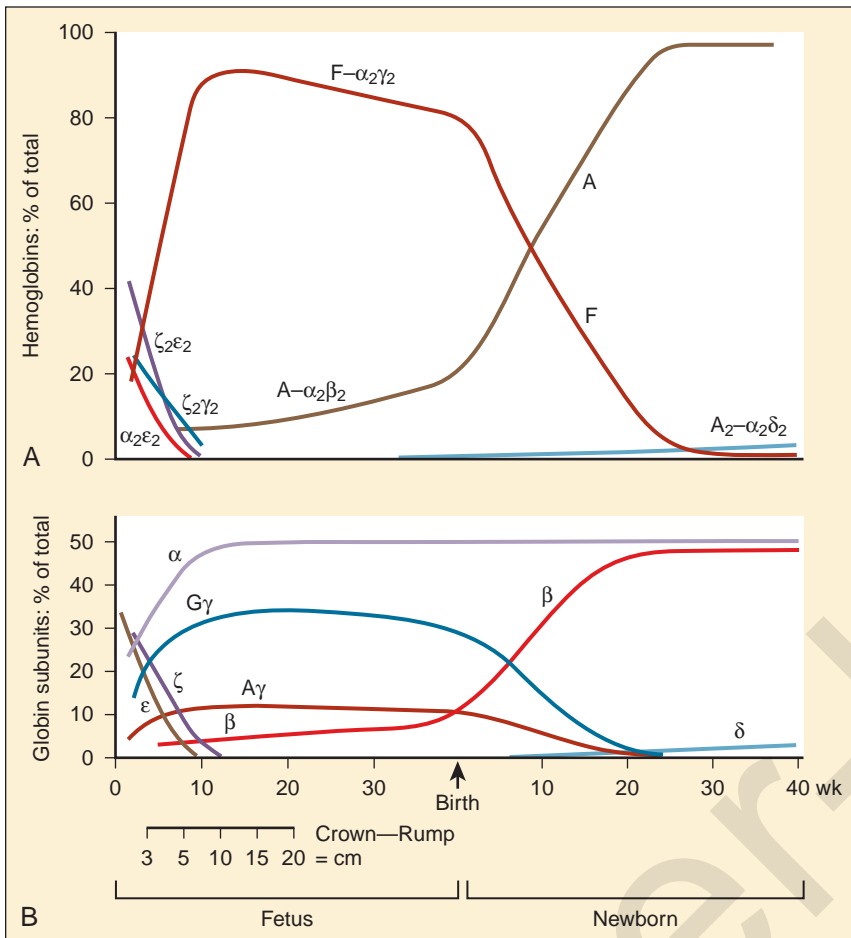 100
80
60
40
20
0
Hemoglobins: % of total
F–α₂γ₂
A
F
ζ₂ε₂
ζ₂γ₂
α₂ε₂
A–α₂β₂
A₂–α₂δ₂
A
50
40
30
20
10
0
Globin subunits: % of total
α
Gγ
β
ζ
ε
Aγ
β
δ
0 10 20 30 10 20 30 40 wk
Birth
Crown—Rump
3 5 10 15 20 = cm
B
Fetus Newborn